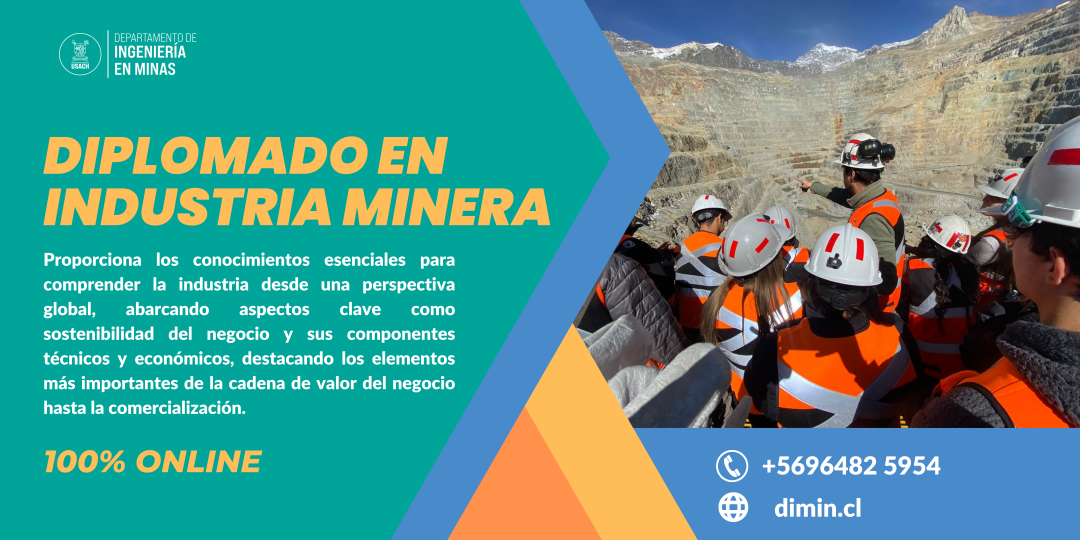 DEPARTAMENTO DE
INGENIERÍA
EN MINAS
USACH
DIPLOMADO EN
INDUSTRIA MINERA
Proporciona los conocimientos esenciales para
comprender la industria desde una perspectiva
global, abarcando aspectos clave como
sostenibilidad del negocio y sus componentes
técnicos y económicos, destacando los elementos
más importantes de la cadena de valor del negocio
hasta la comercialización.
100% ONLINE
+5696482 5954
dimin.cl